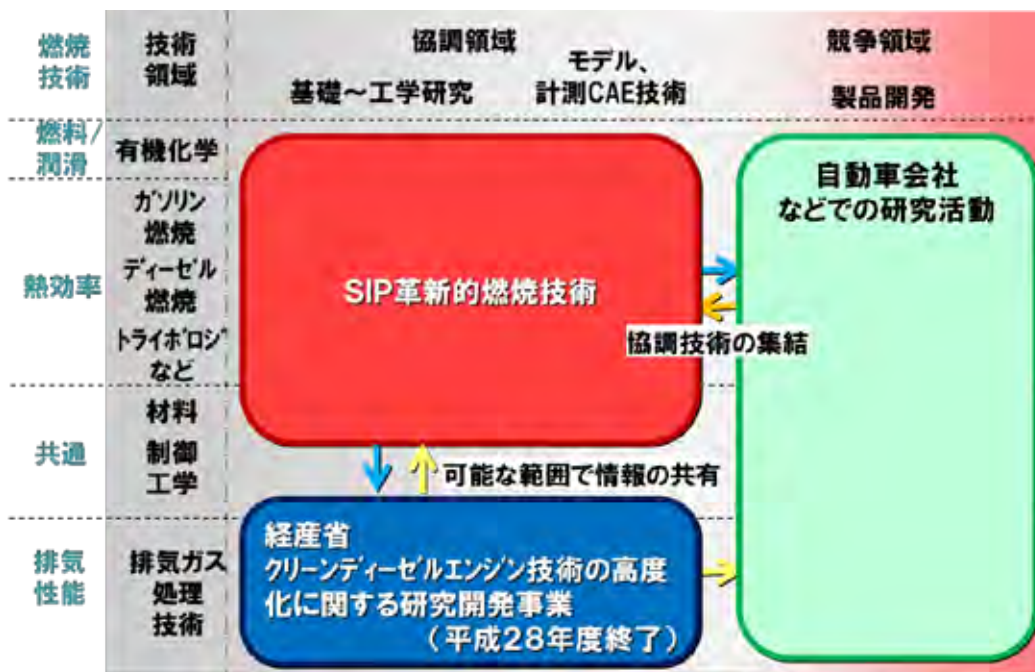 燃焼
技術
技術
領域
協調領域
基礎～工学研究
モデル、
計測CAE技術
競争領域
製品開発
燃料/
潤滑
有機化学
熱効率
ガソリン
燃焼
ディーゼル
燃焼
トライボロジ
など
共通
材料
制御
工学
排気
性能
排気ガス
処理
技術
SIP革新的燃焼技術
自動車会社
などでの研究活動
協調技術の集結
可能な範囲で情報の共有
経産省
クリーンディーゼルエンジン技術の高度
化に関する研究開発事業
（平成28年度終了）